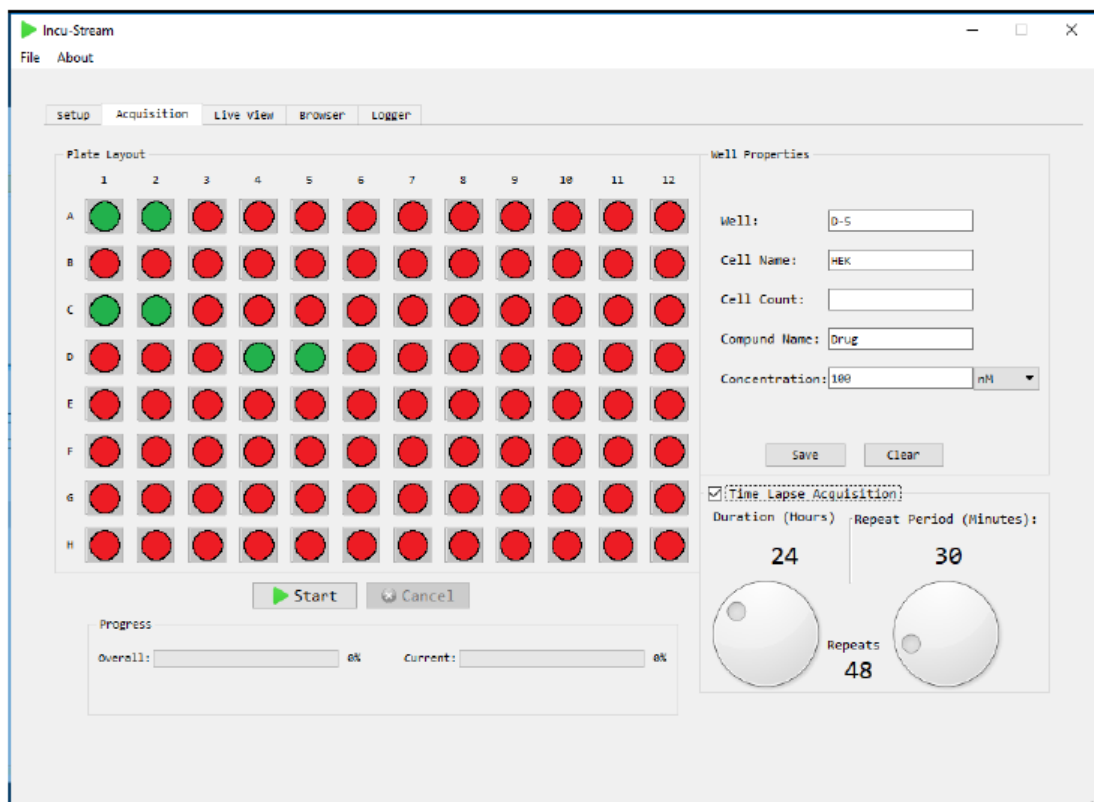 Incu-Stream
File About
Setup Acquisition Live View Browser Logger
Plate Layout
1 2 3 4 5 6 7 8 9 10 11 12
A
B
C
D
E
F
G
H
Start Cancel
Progress
Overall: 0% Current: 0%
Well Properties
Well: D-5
Cell Name: HEK
Cell Count:
Compund Name: Drug
Concentration: 100 nM
Save Clear
Time Lapse Acquisition
Duration (Hours) Repeat Period (Minutes):
24 30
Repeats
48